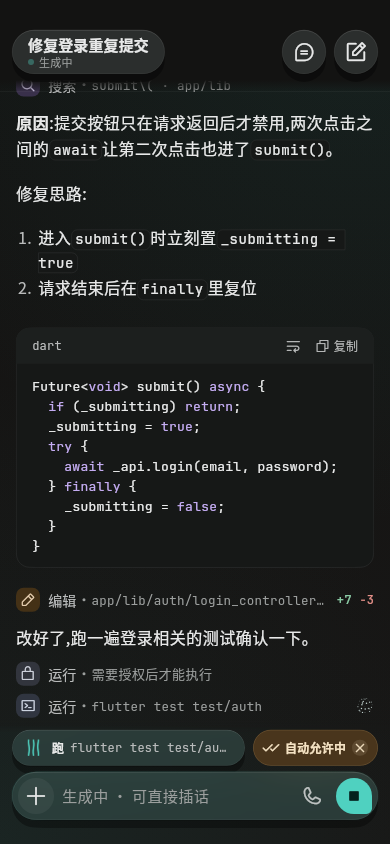 修复登录重复提交
生成中
搜索 · submit\( · app/lib
原因:提交按钮只在请求返回后才禁用,两次点击之
间的 await 让第二次点击也进了 submit()。
修复思路:
1. 进入 submit() 时立刻置 _submitting =
true
2. 请求结束后在 finally 里复位
dart 复制
Future<void> submit() async {
  if (_submitting) return;
  _submitting = true;
  try {
    await _api.login(email, password);
  } finally {
    _submitting = false;
  }
}
编辑 · app/lib/auth/login_controller… +7 -3
改好了,跑一遍登录相关的测试确认一下。
运行 · 需要授权后才能执行
运行 · flutter test test/auth
跑 flutter test test/au… 自动允许中
生成中 · 可直接插话